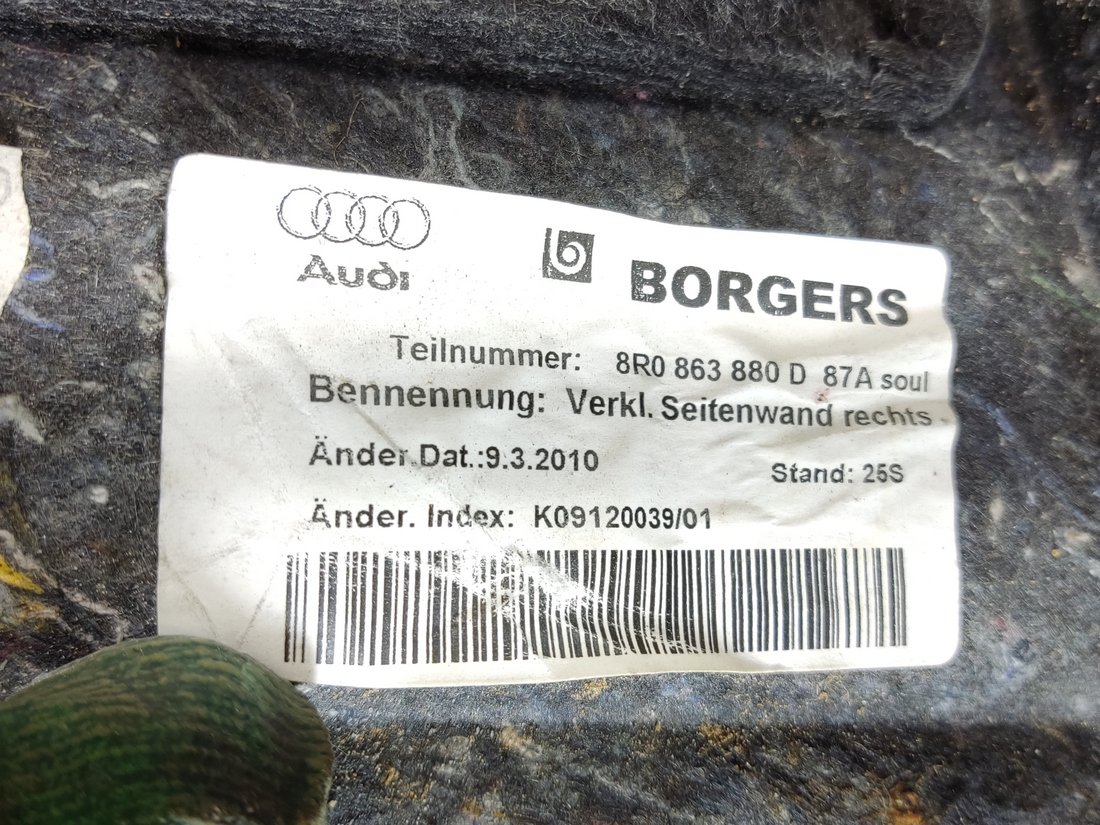 Audi
BORGERS
Teilnummer: 8R0 863 880 D 87A soul
Bennennung: Verkl. Seitenwand rechts
Änder.Dat.:9.3.2010
Stand: 25S
Änder. Index: K09120039/01